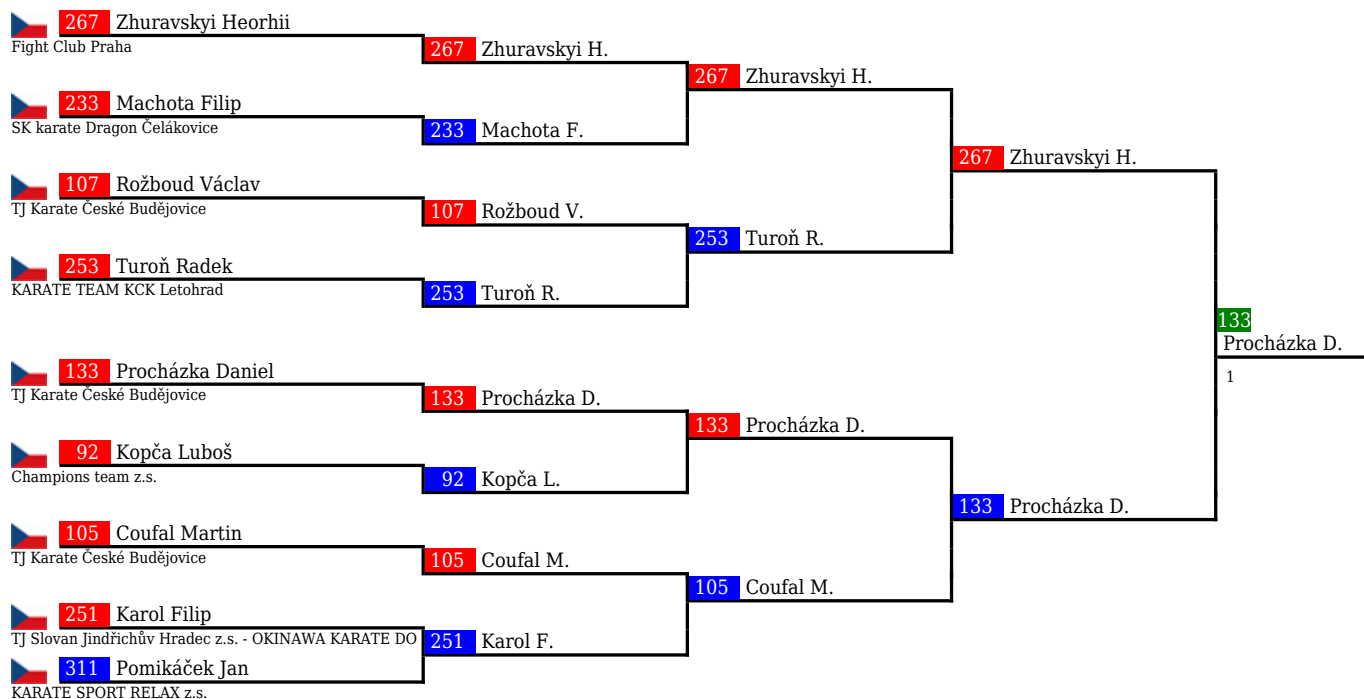 267 Zhuravskyi Heorhii
Fight Club Praha
267 Zhuravskyi H.
267 Zhuravskyi H.
233 Machota Filip
SK karate Dragon Čelákovice
233 Machota F.
267 Zhuravskyi H.
107 Rožboud Václav
TJ Karate České Budějovice
107 Rožboud V.
253 Turoň R.
253 Turoň Radek
KARATE TEAM KCK Letohrad
253 Turoň R.
133
Procházka D.
1
133 Procházka Daniel
TJ Karate České Budějovice
133 Procházka D.
133 Procházka D.
92 Kopča Luboš
Champions team z.s.
92 Kopča L.
133 Procházka D.
105 Coufal Martin
TJ Karate České Budějovice
105 Coufal M.
105 Coufal M.
251 Karol Filip
TJ Slovan Jindřichův Hradec z.s. - OKINAWA KARATE DO
251 Karol F.
311 Pomikáček Jan
KARATE SPORT RELAX z.s.